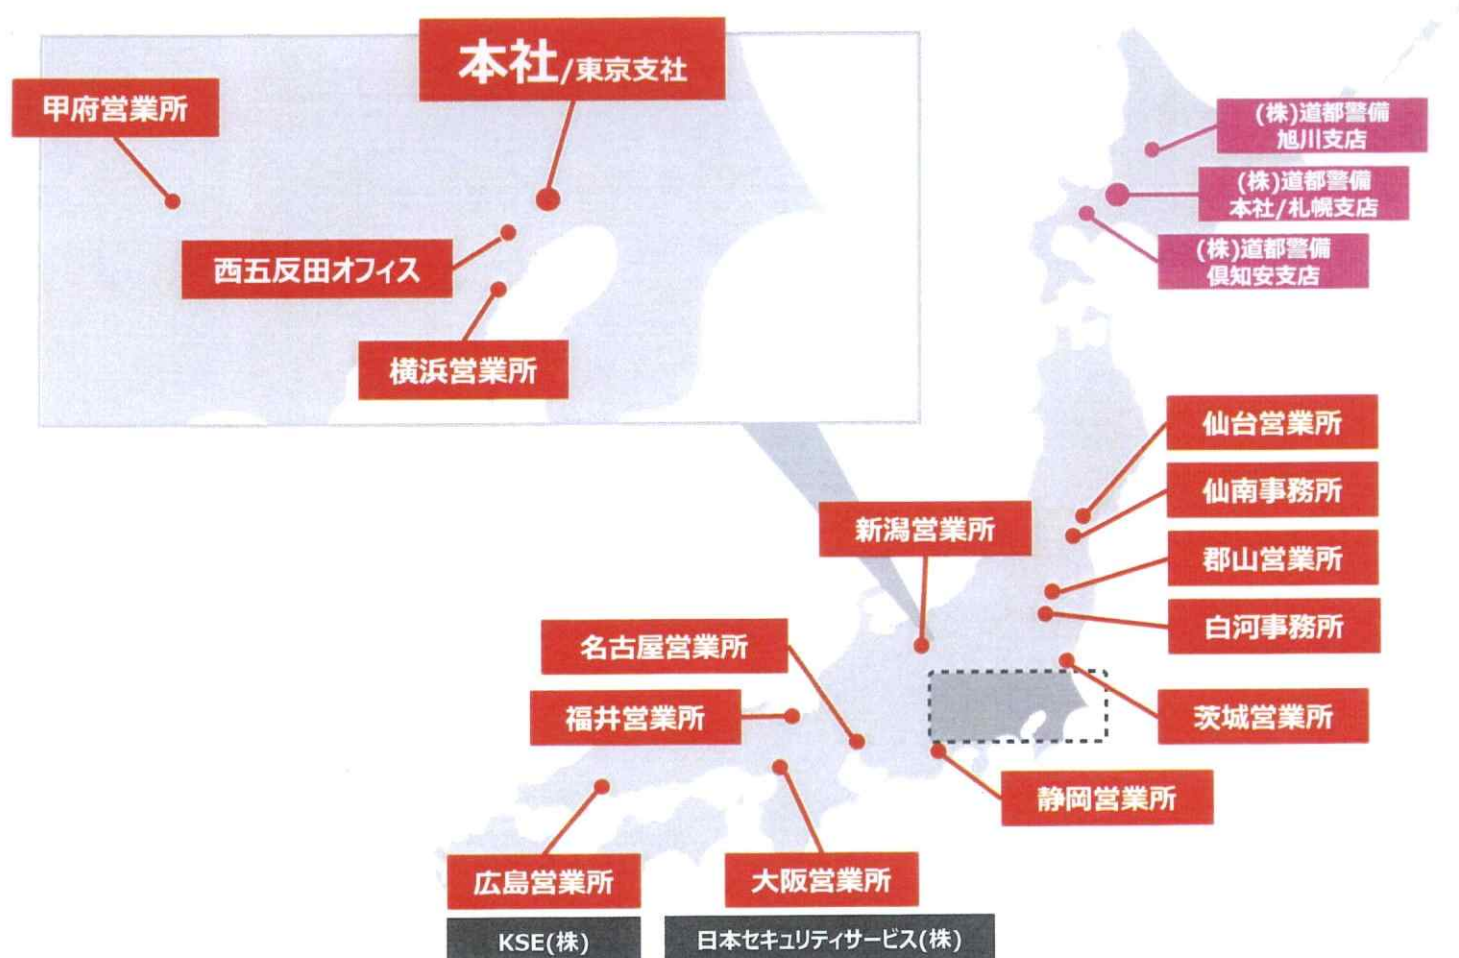 本社/東京支社
甲府営業所
西五反田オフィス
横浜営業所
(株)道都警備
旭川支店
(株)道都警備
本社/札幌支店
(株)道都警備
倶知安支店
仙台営業所
仙南事務所
新潟営業所
郡山営業所
白河事務所
名古屋営業所
福井営業所
茨城営業所
静岡営業所
広島営業所
大阪営業所
KSE(株)
日本セキュリティサービス(株)